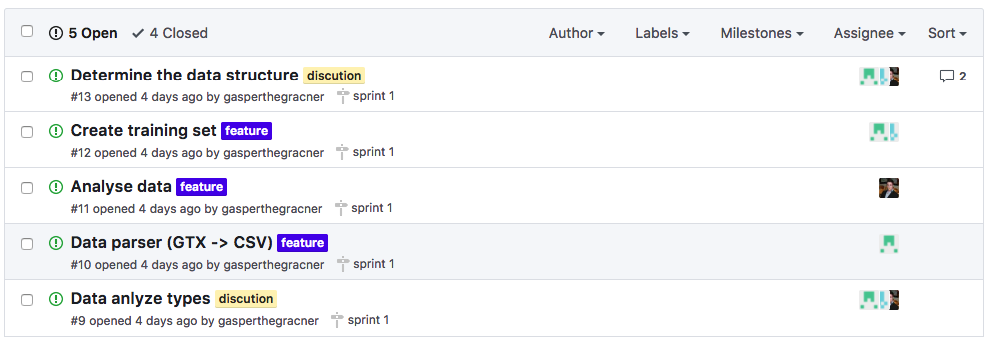 5 Open 4 Closed Author Labels Milestones Assignee Sort
Determine the data structure discution 2
#13 opened 4 days ago by gasperthegracner sprint 1
Create training set feature
#12 opened 4 days ago by gasperthegracner sprint 1
Analyse data feature
#11 opened 4 days ago by gasperthegracner sprint 1
Data parser (GTX -> CSV) feature
#10 opened 4 days ago by gasperthegracner sprint 1
Data anlyze types discution
#9 opened 4 days ago by gasperthegracner sprint 1